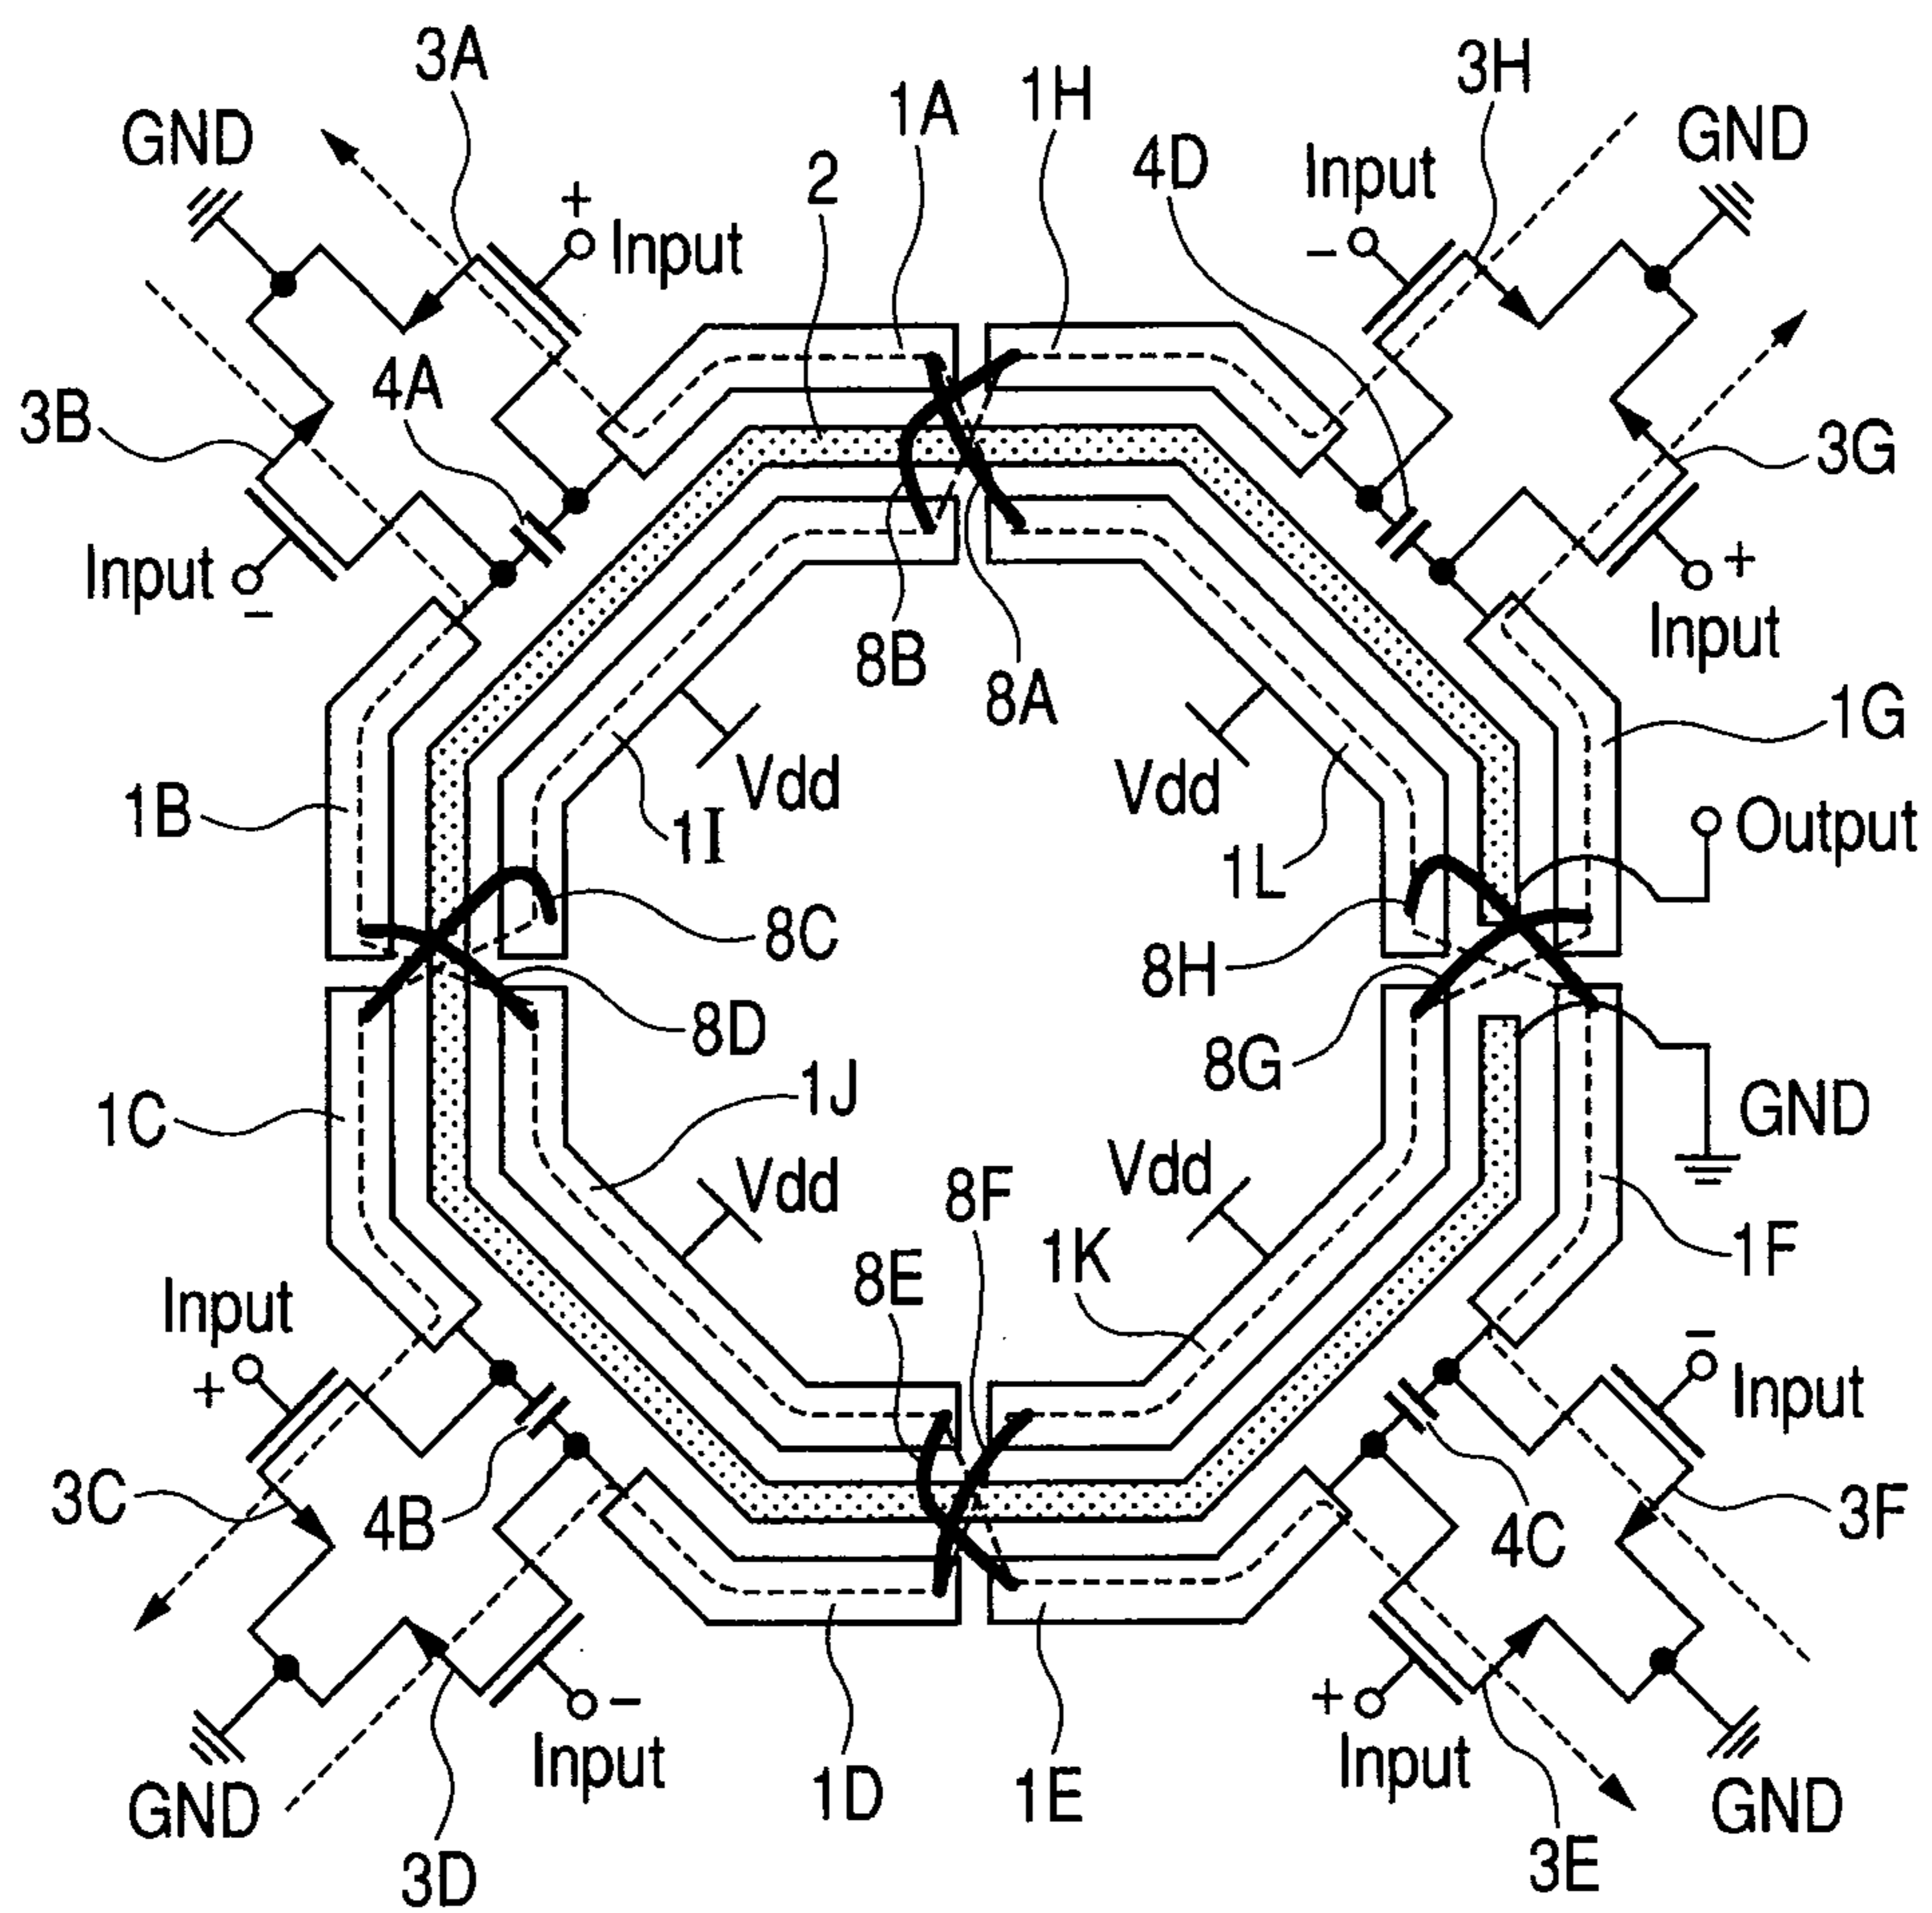 3A
3H
GND
1A
1H
GND
2
4D
Input
+
Input
−
3B
4A
3G
Input
−
+
Input
8B
8A
1G
Vdd
Vdd
1B
1I
1L
Output
8C
8H
8D
8G
1C
1J
GND
Vdd
Vdd
8F
1K
1F
8E
Input
+
−
Input
3C
4B
4C
3F
−
Input
+
Input
GND
1D
1E
GND
3D
3E